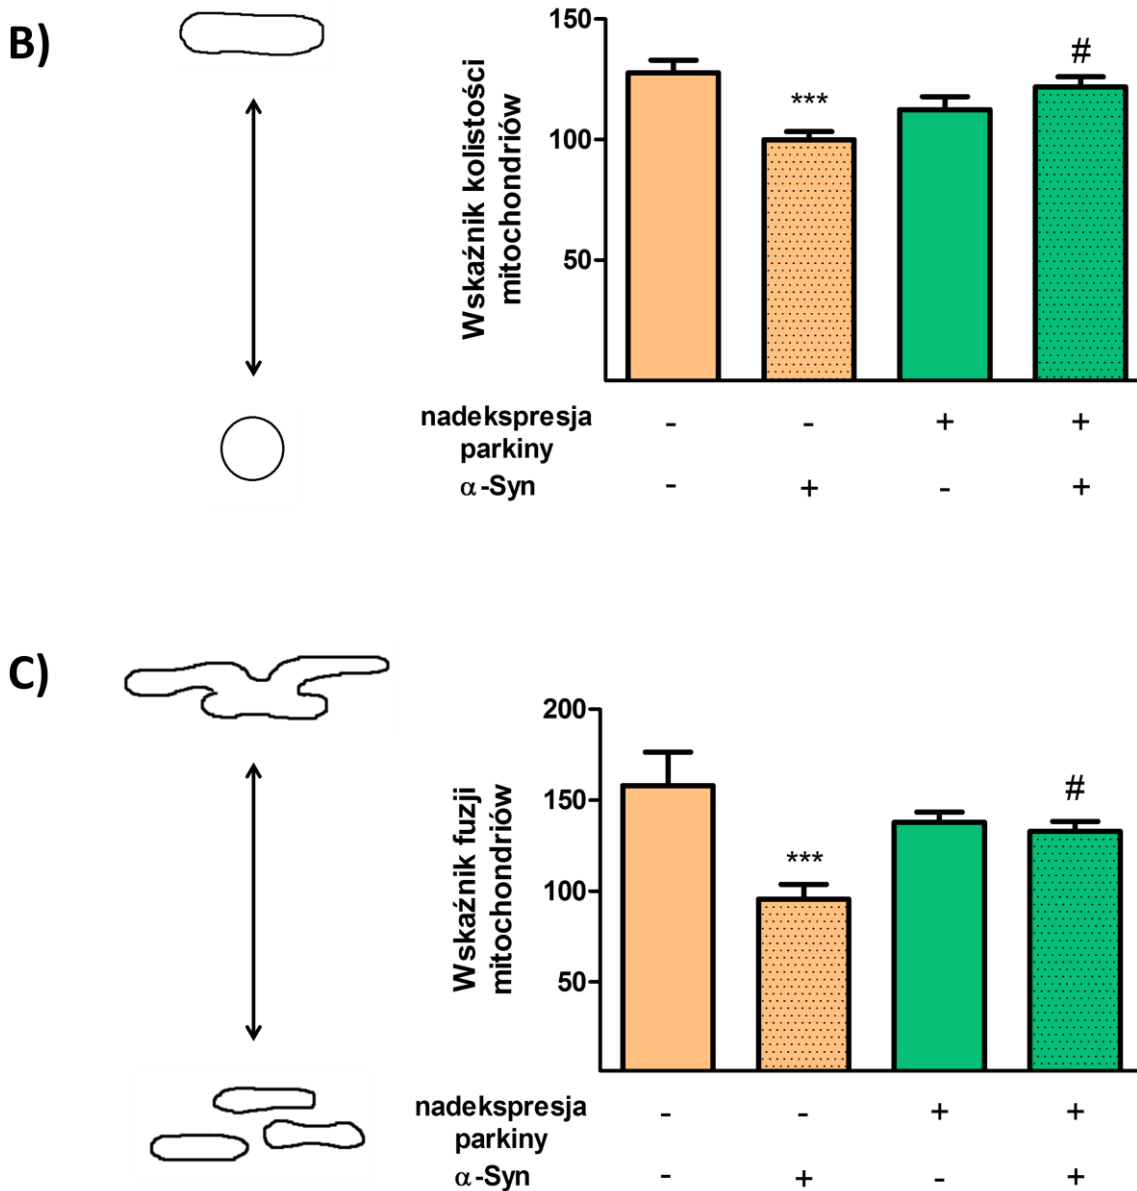 B)
Wskaźnik kolistości
mitochondriów
150
100
50
***
#
nadekspresja
parkiny
- - + +
α-Syn
- + - +
C)
Wskaźnik fuzji
mitochondriów
200
150
100
50
***
#
nadekspresja
parkiny
- - + +
α-Syn
- + - +